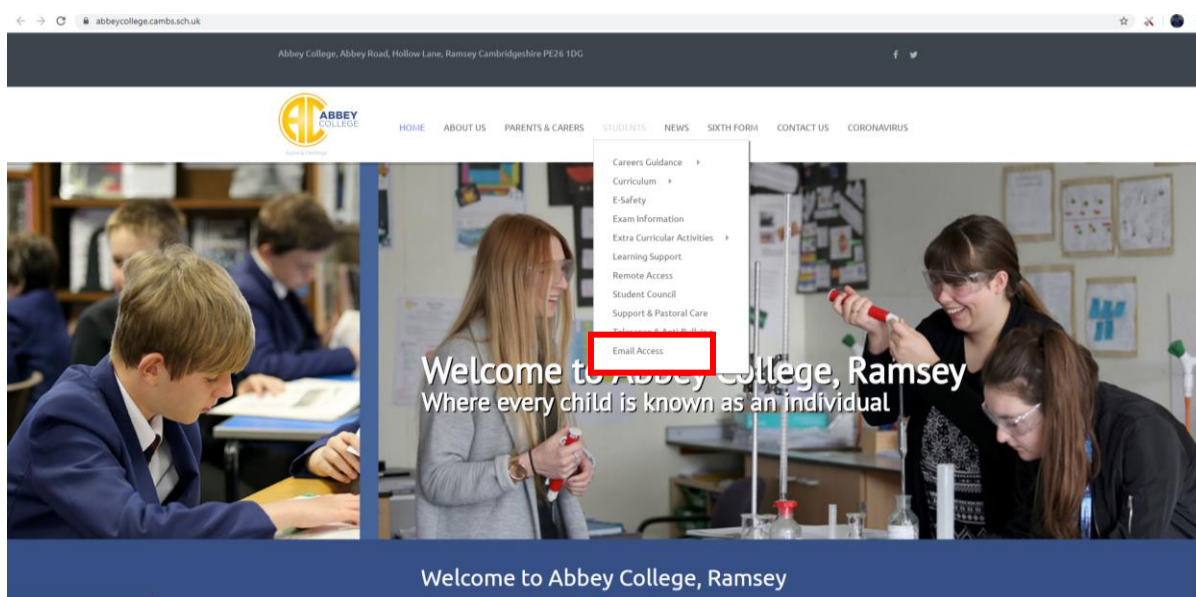 abbeycollege.cambs.sch.uk
Abbey College, Abbey Road, Hollow Lane, Ramsey Cambridgeshire PE26 1DG
ABBEY
COLLEGE
HOME ABOUT US PARENTS & CARERS STUDENTS NEWS SIXTH FORM CONTACT US CORONAVIRUS
Careers Guidance
Curriculum
E-Safety
Exam Information
Extra Curricular Activities
Learning Support
Remote Access
Student Council
Support & Pastoral Care
Tolerance & Anti Bullying
Email Access
Welcome to Abbey College, Ramsey
Where every child is known as an individual
Welcome to Abbey College, Ramsey